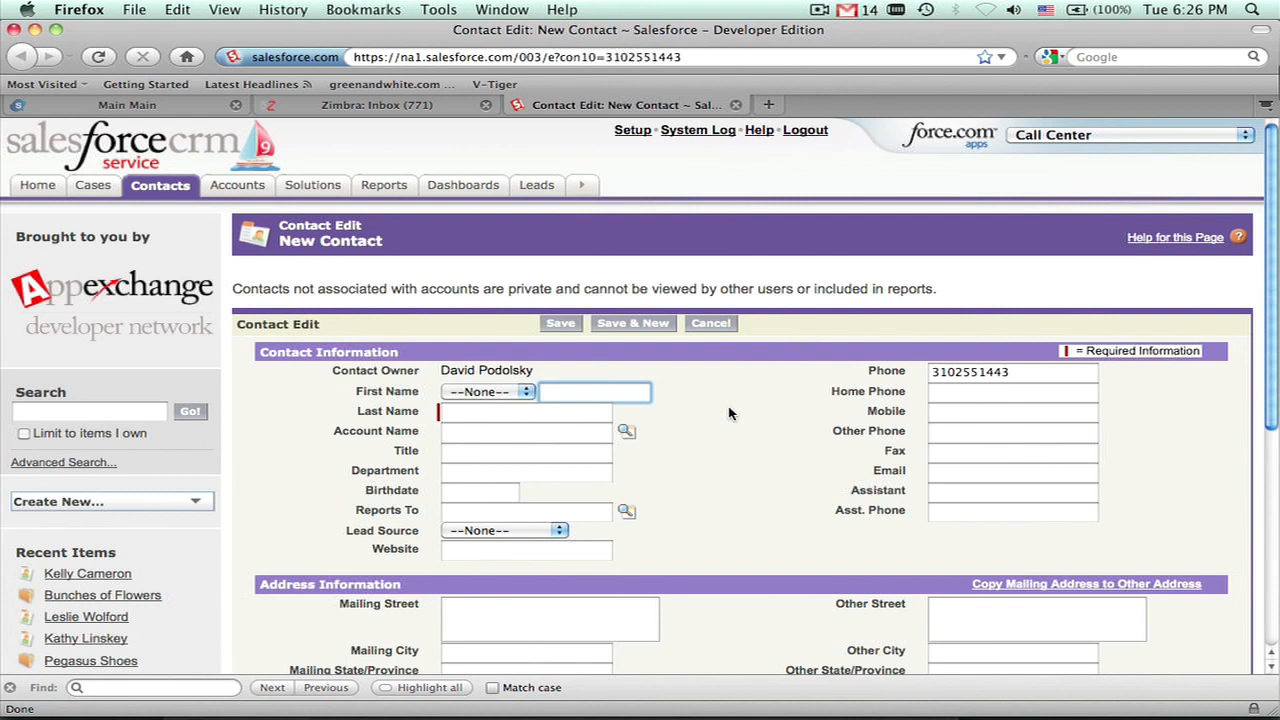 Firefox File Edit View History Bookmarks Tools Window Help 14 (100%) Tue 6:26 PM
Contact Edit: New Contact ~ Salesforce - Developer Edition
salesforce.com https://na1.salesforce.com/003/e?con10=3102551443 Google
Most Visited Getting Started Latest Headlines greenandwhite.com ... V-Tiger
Main Main Zimbra: Inbox (771) Contact Edit: New Contact ~ Sal...
salesforcecrm 9
service
Setup · System Log · Help · Logout
force.com
apps
Call Center
Home Cases Contacts Accounts Solutions Reports Dashboards Leads
Brought to you by
Appexchange
developer network
Search
Go!
Limit to items I own
Advanced Search...
Create New...
Recent Items
Kelly Cameron
Bunches of Flowers
Leslie Wolford
Kathy Linskey
Pegasus Shoes
Contact Edit
New Contact
Help for this Page ?
Contacts not associated with accounts are private and cannot be viewed by other users or included in reports.
Contact Edit Save Save & New Cancel
Contact Information = Required Information
Contact Owner David Podolsky Phone 3102551443
First Name --None-- Home Phone
Last Name Mobile
Account Name Other Phone
Title Fax
Department Email
Birthdate Assistant
Reports To Asst. Phone
Lead Source --None--
Website
Address Information Copy Mailing Address to Other Address
Mailing Street Other Street
Mailing City Other City
Mailing State/Province Other State/Province
Find: Next Previous Highlight all Match case
Done